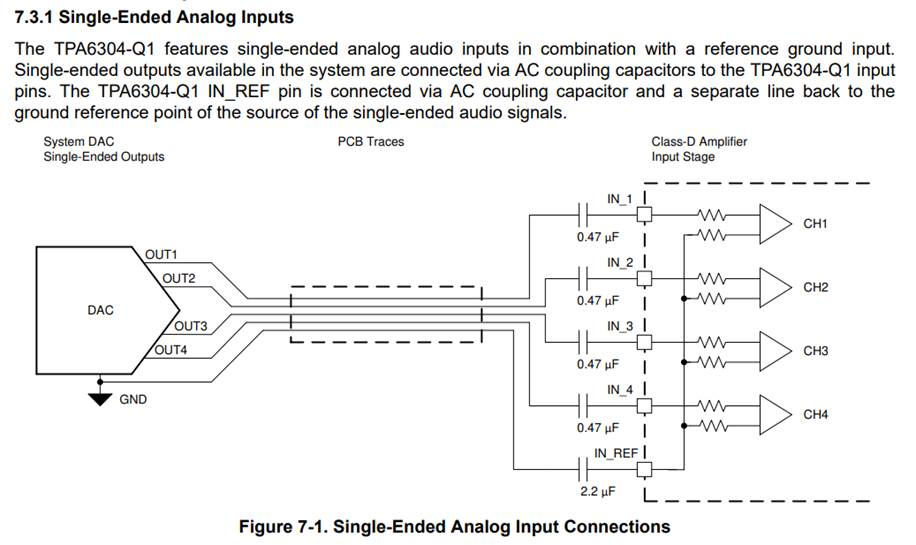 7.3.1 Single-Ended Analog Inputs
The TPA6304-Q1 features single-ended analog audio inputs in combination with a reference ground input.
Single-ended outputs available in the system are connected via AC coupling capacitors to the TPA6304-Q1 input
pins. The TPA6304-Q1 IN_REF pin is connected via AC coupling capacitor and a separate line back to the
ground reference point of the source of the single-ended audio signals.
System DAC
Single-Ended Outputs
PCB Traces
Class-D Amplifier
Input Stage
DAC
OUT1
OUT2
OUT3
OUT4
GND
IN_1
0.47 µF
IN_2
0.47 µF
IN_3
0.47 µF
IN_4
0.47 µF
IN_REF
2.2 µF
CH1
CH2
CH3
CH4
Figure 7-1. Single-Ended Analog Input Connections